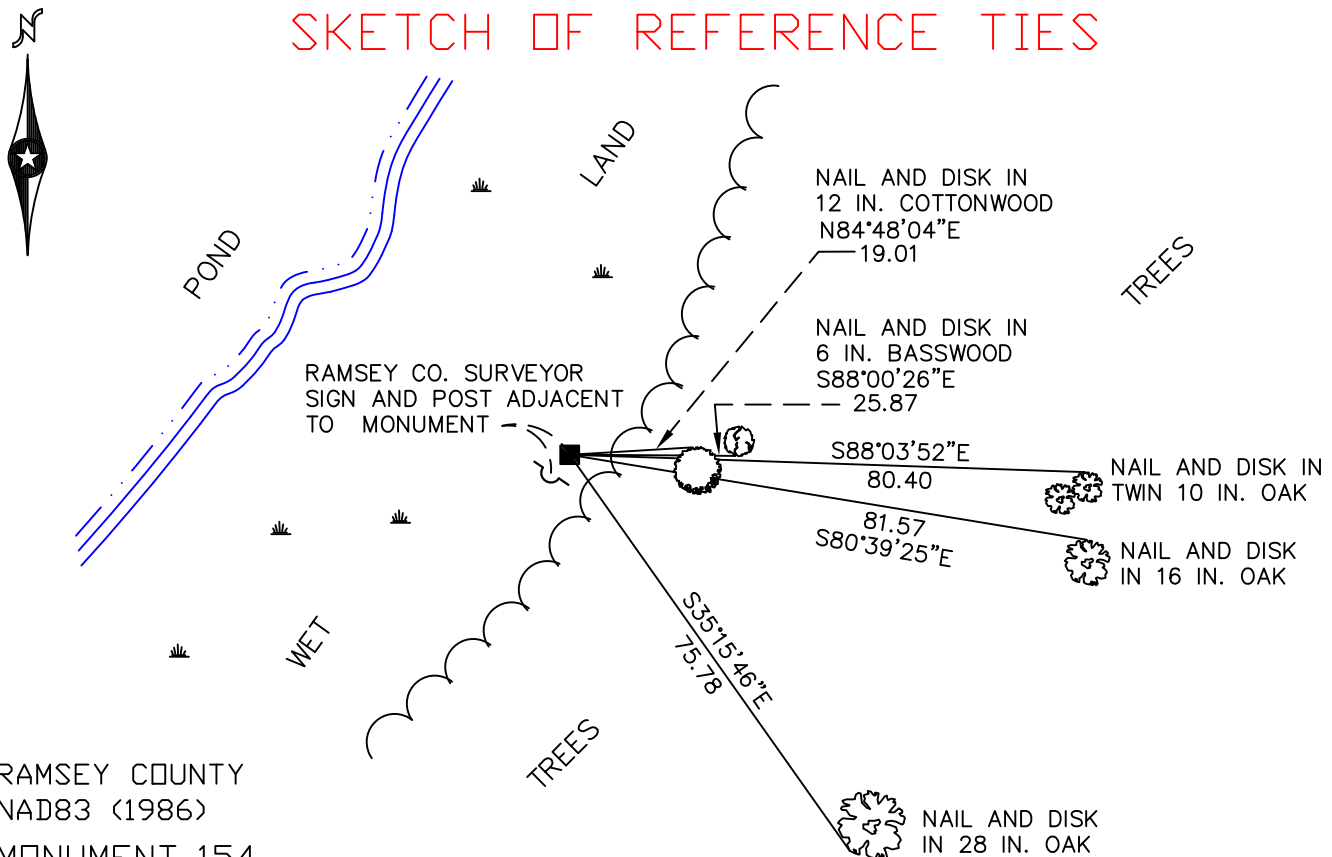 N
SKETCH OF REFERENCE TIES
LAND
POND
NAIL AND DISK IN
12 IN. COTTONWOOD
N84°48'04"E
19.01
TREES
NAIL AND DISK IN
6 IN. BASSWOOD
S88°00'26"E
25.87
RAMSEY CO. SURVEYOR
SIGN AND POST ADJACENT
TO MONUMENT
S88°03'52"E
80.40
NAIL AND DISK IN
TWIN 10 IN. OAK
81.57
S80°39'25"E
NAIL AND DISK
IN 16 IN. OAK
WET
S35°15'46"E
75.78
TREES
RAMSEY COUNTY
NAD83 (1986)
MONUMENT 154
NAIL AND DISK
IN 28 IN. OAK